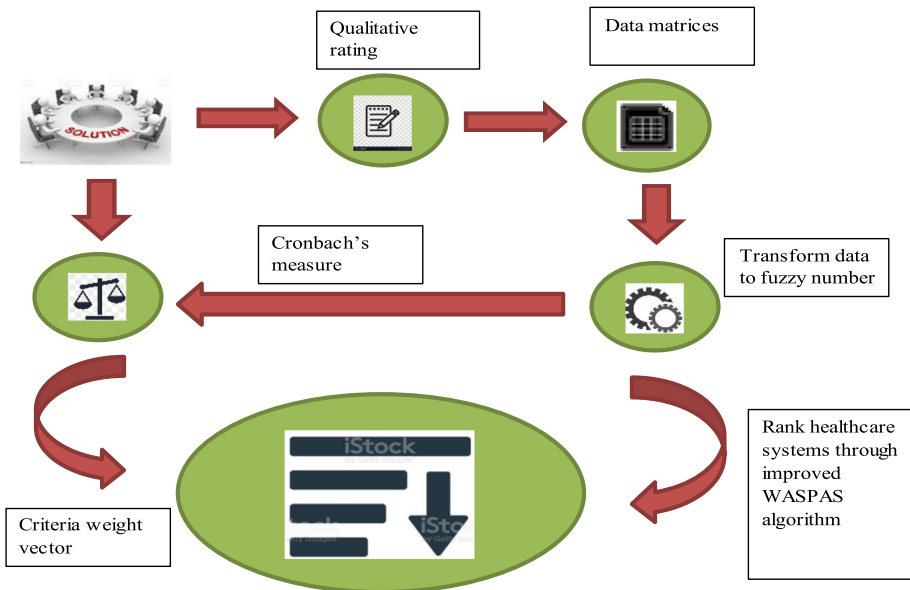 Qualitative
rating
Data matrices
SOLUTION
Cronbach's
measure
Transform data
to fuzzy number
iStock
Rank healthcare
systems through
improved
WASPAS
algorithm
Criteria weight
vector